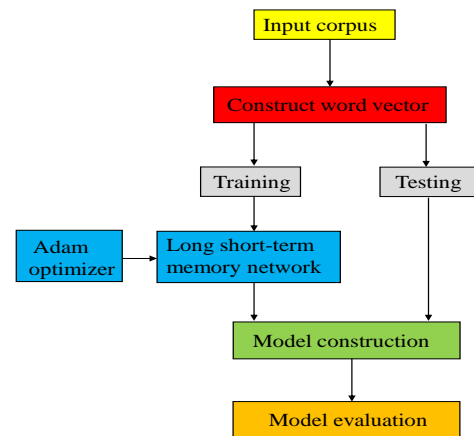 Input corpus
Construct word vector
Training
Testing
Adam
optimizer
Long short-term
memory network
Model construction
Model evaluation